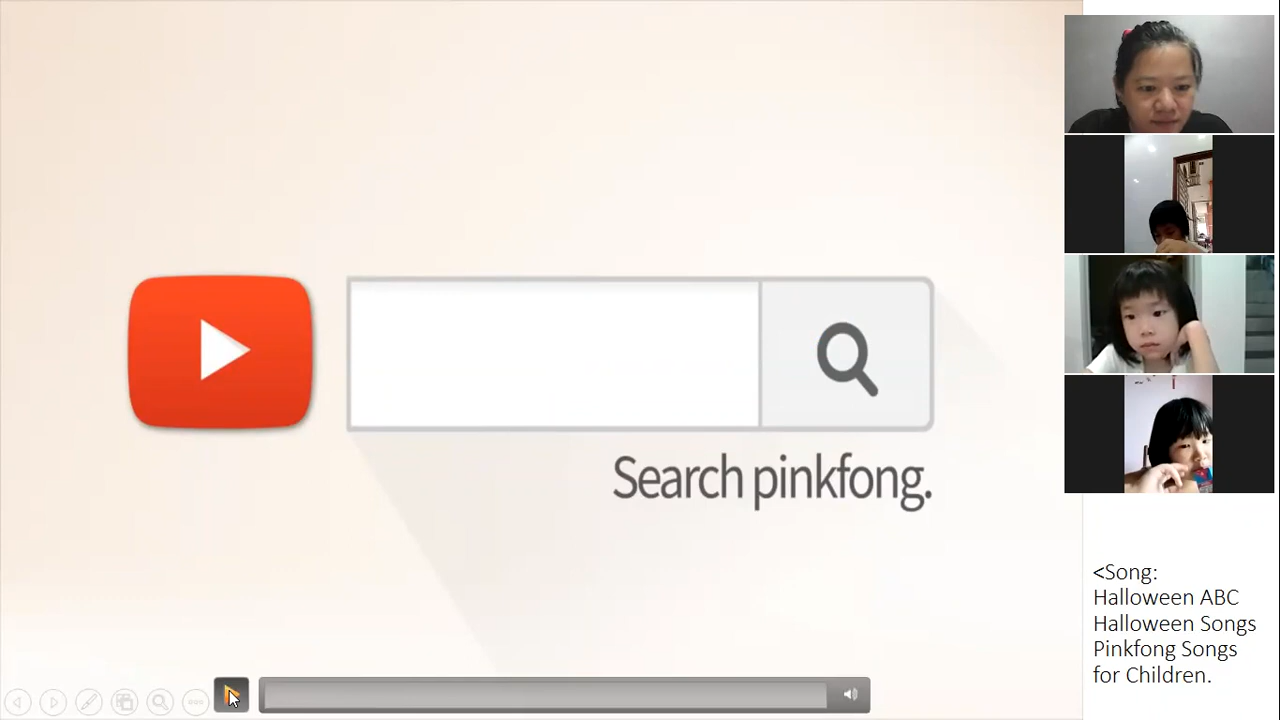 Search pinkfong.
<Song:
Halloween ABC
Halloween Songs
Pinkfong Songs
for Children.